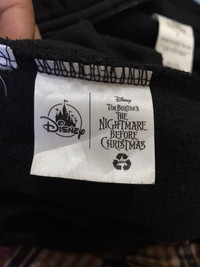 Disney
Disney
Tim Burton's
THE
NIGHTMARE
BEFORE
CHRISTMAS